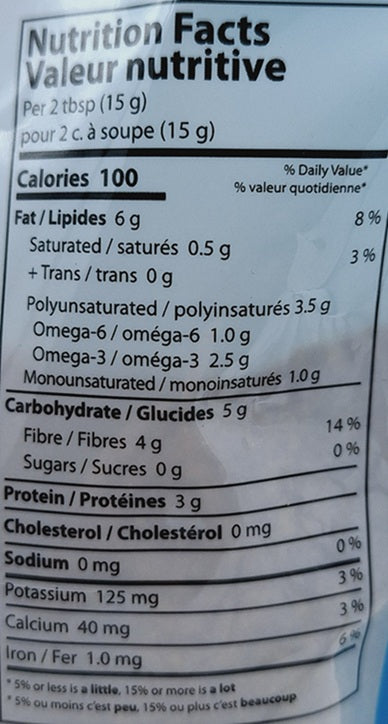 Nutrition Facts
Valeur nutritive
Per 2 tbsp (15 g)
pour 2 c. à soupe (15 g)
Calories 100
% Daily Value*
% valeur quotidienne*
Fat / Lipides 6 g 8 %
Saturated / saturés 0.5 g
+ Trans / trans 0 g 3 %
Polyunsaturated / polyinsaturés 3.5 g
Omega-6 / oméga-6 1.0 g
Omega-3 / oméga-3 2.5 g
Monounsaturated / monoinsaturés 1.0 g
Carbohydrate / Glucides 5 g
Fibre / Fibres 4 g 14 %
Sugars / Sucres 0 g 0 %
Protein / Protéines 3 g
Cholesterol / Cholestérol 0 mg
Sodium 0 mg 0 %
Potassium 125 mg 3 %
Calcium 40 mg 3 %
Iron / Fer 1.0 mg 6 %
* 5% or less is a little, 15% or more is a lot
* 5% ou moins c'est peu, 15% ou plus c'est beaucoup